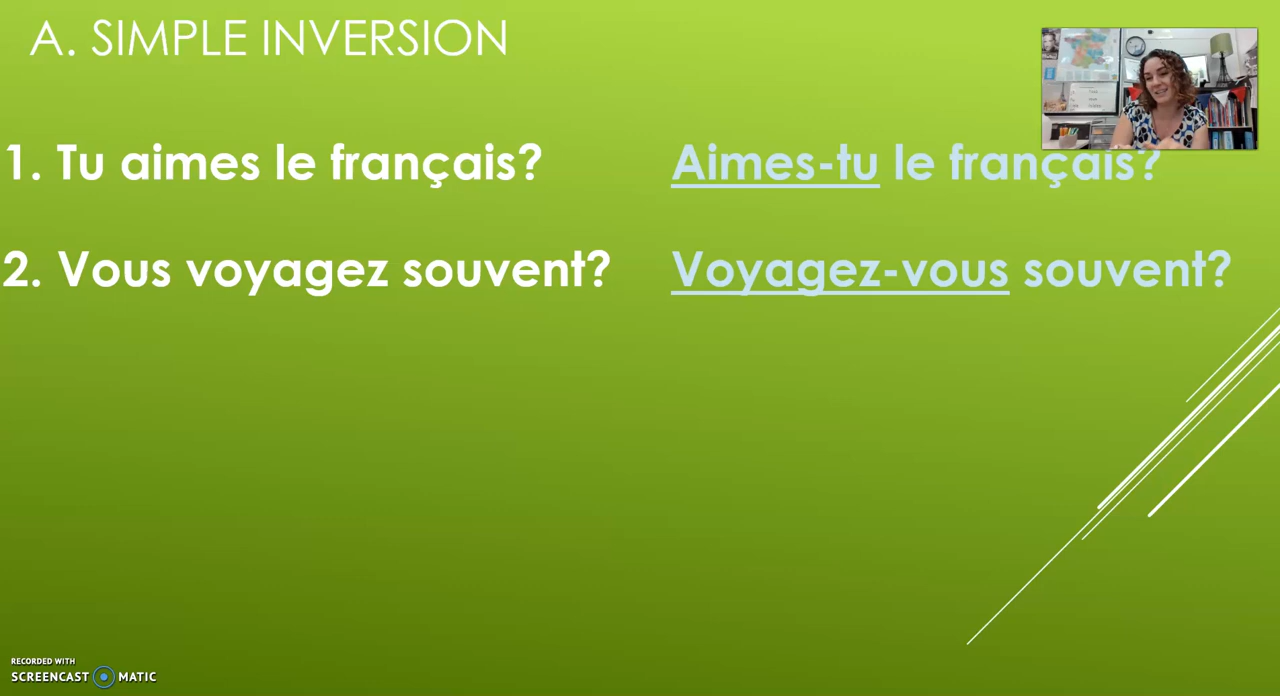 A. SIMPLE INVERSION
1. Tu aimes le français? Aimes-tu le français?
2. Vous voyagez souvent? Voyagez-vous souvent?
RECORDED WITH
SCREENCAST MATIC